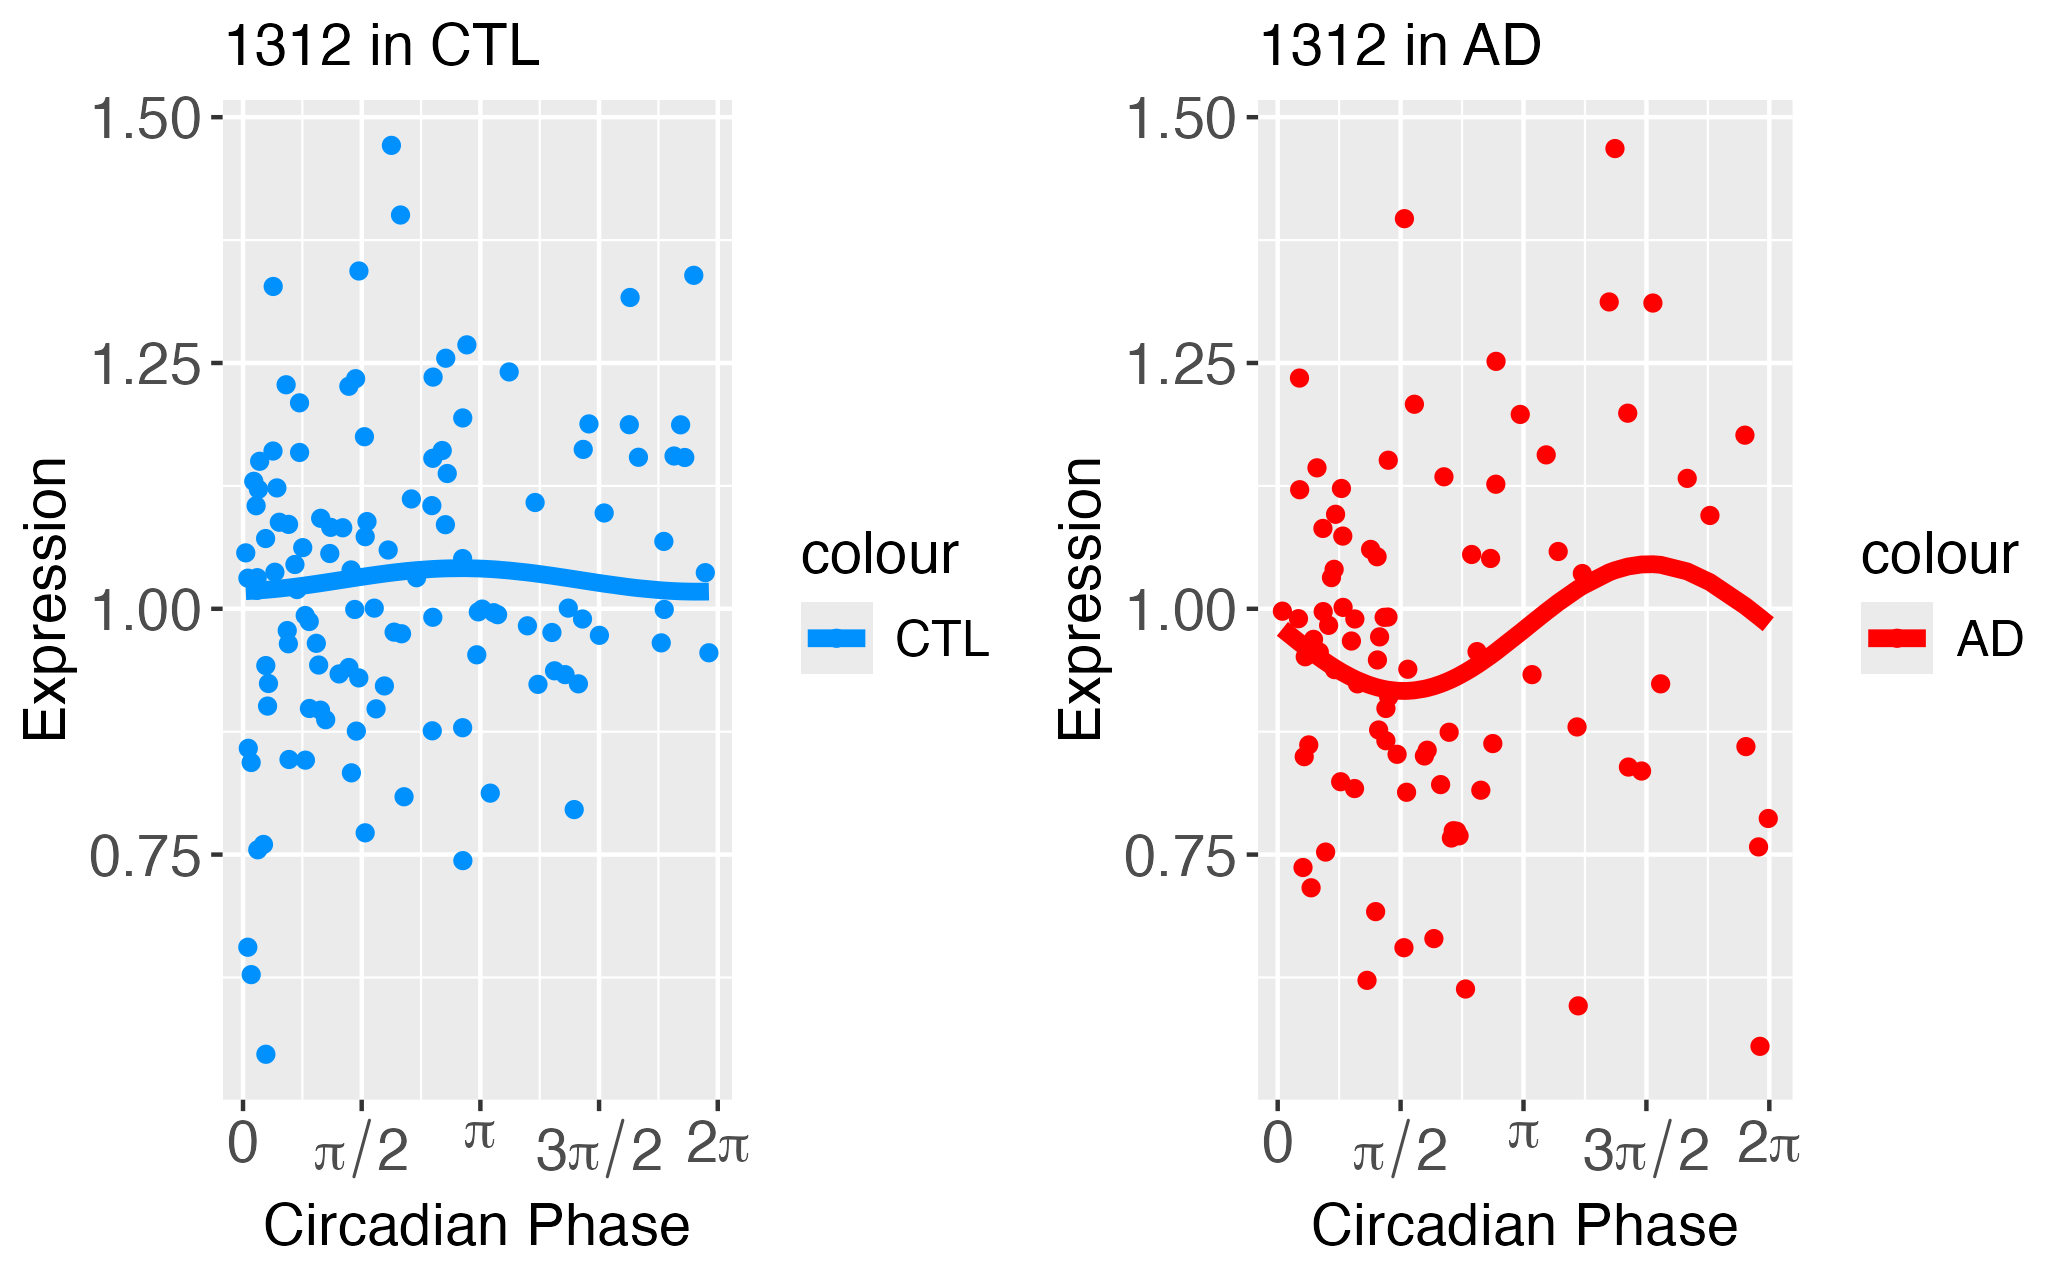 1312 in CTL
1.50
1.25
1.00
0.75
Expression
0 π/2 π 3π/2 2π
Circadian Phase
colour
CTL
1312 in AD
1.50
1.25
1.00
0.75
Expression
0 π/2 π 3π/2 2π
Circadian Phase
colour
AD